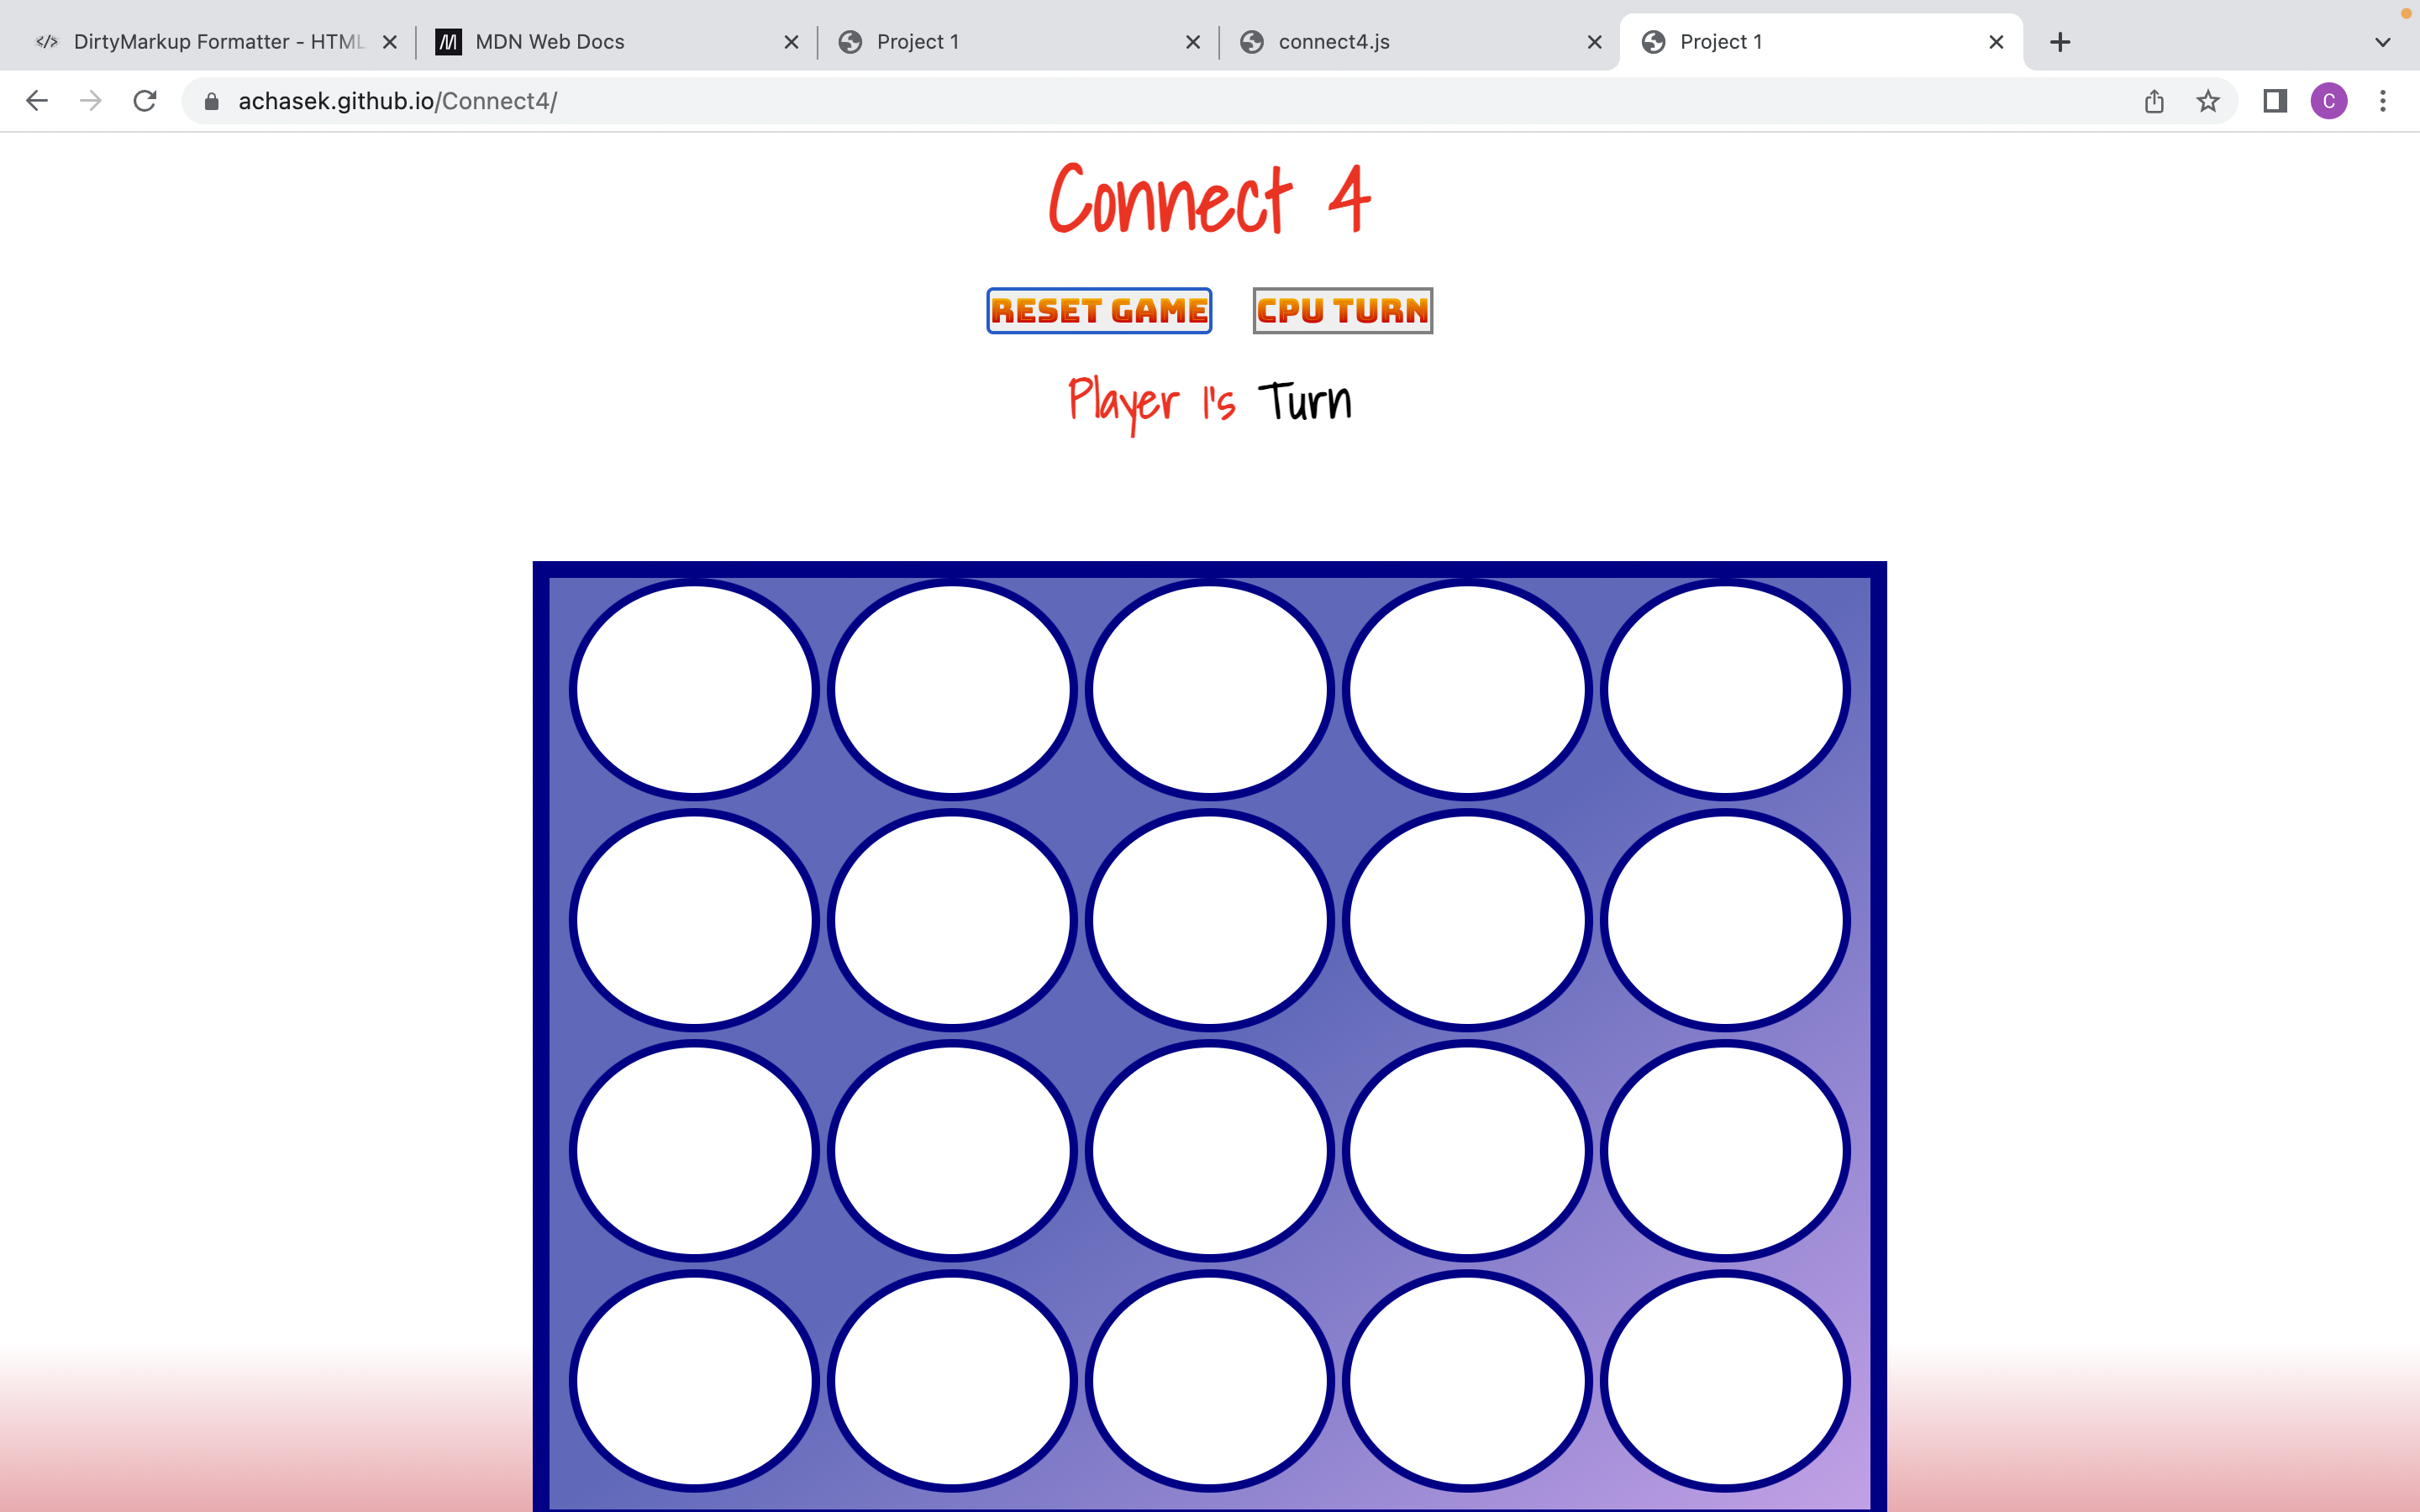 DirtyMarkup Formatter - HTML
MDN Web Docs
Project 1
connect4.js
Project 1
achasek.github.io/Connect4/
C
Connect 4
RESET GAME
CPU TURN
Player 1's Turn